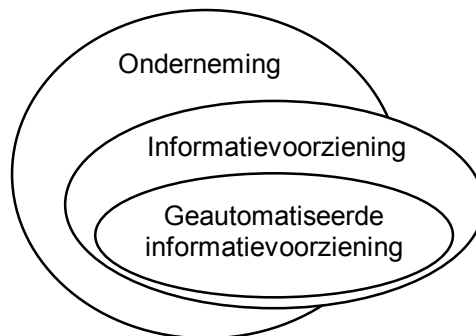 Onderneming
Informatievoorziening
Geautomatiseerde
informatievoorziening